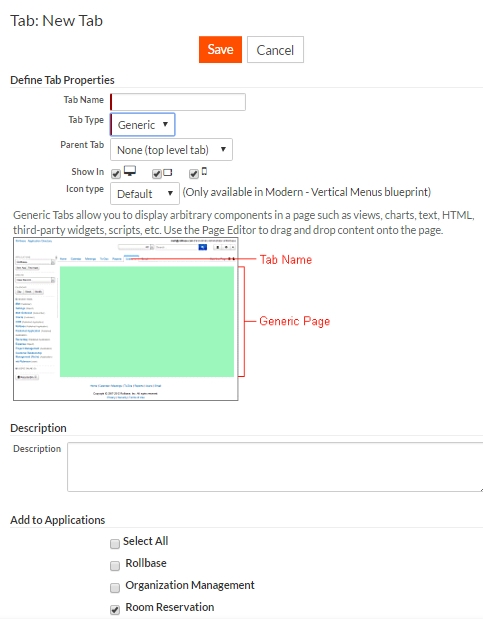 Tab: New Tab
Save Cancel
Define Tab Properties
Tab Name
Tab Type Generic
Parent Tab None (top level tab)
Show In
Icon type Default (Only available in Modern - Vertical Menus blueprint)
Generic Tabs allow you to display arbitrary components in a page such as views, charts, text, HTML,
third-party widgets, scripts, etc. Use the Page Editor to drag and drop content onto the page.
Tab Name
Generic Page
Description
Description
Add to Applications
Select All
Rollbase
Organization Management
Room Reservation